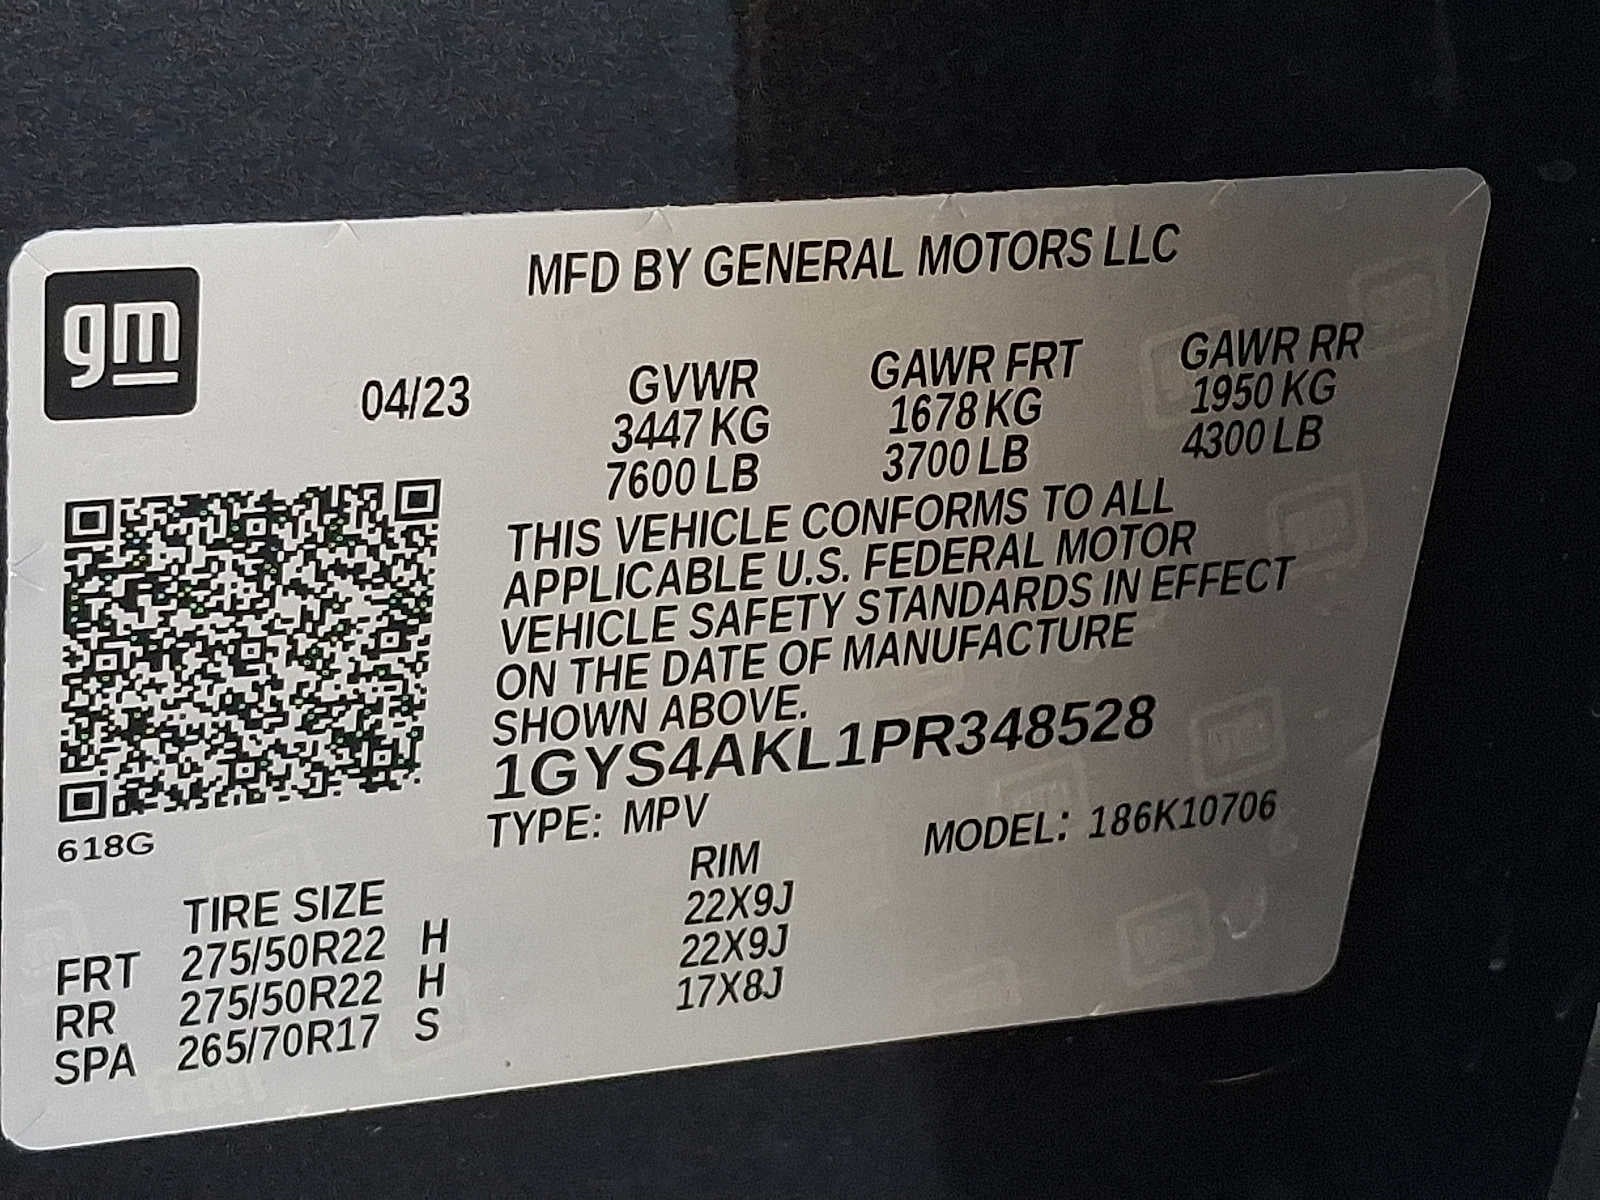 gm
MFD BY GENERAL MOTORS LLC
04/23
GVWR GAWR FRT GAWR RR
3447 KG 1678 KG 1950 KG
7600 LB 3700 LB 4300 LB
THIS VEHICLE CONFORMS TO ALL
APPLICABLE U.S. FEDERAL MOTOR
VEHICLE SAFETY STANDARDS IN EFFECT
ON THE DATE OF MANUFACTURE
SHOWN ABOVE.
1GYS4AKL1PR348528
TYPE: MPV MODEL: 186K10706
618G
TIRE SIZE RIM
FRT 275/50R22 H 22X9J
RR 275/50R22 H 22X9J
SPA 265/70R17 S 17X8J